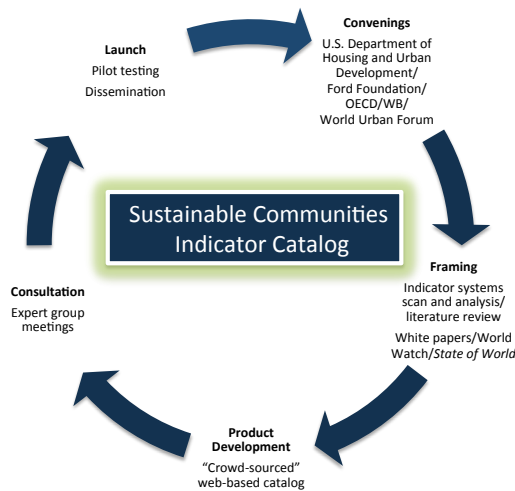 Convenings
U.S. Department of
Housing and Urban
Development/
Ford Foundation/
OECD/WB/
World Urban Forum
Framing
Indicator systems
scan and analysis/
literature review
White papers/World
Watch/State of World
Product
Development
“Crowd-sourced”
web-based catalog
Consultation
Expert group
meetings
Launch
Pilot testing
Dissemination
Sustainable Communities
Indicator Catalog